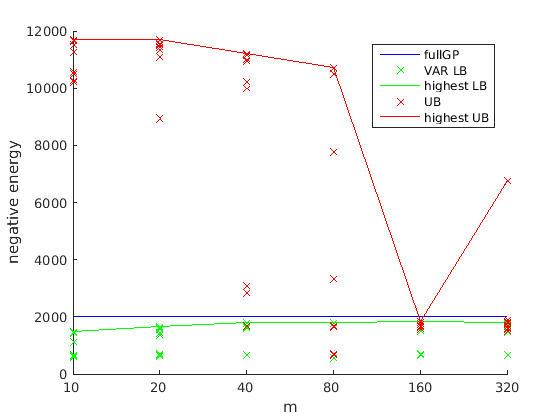 12000
10000
8000
6000
4000
2000
0
negative energy
fullGP
VAR LB
highest LB
UB
highest UB
10 20 40 80 160 320
m